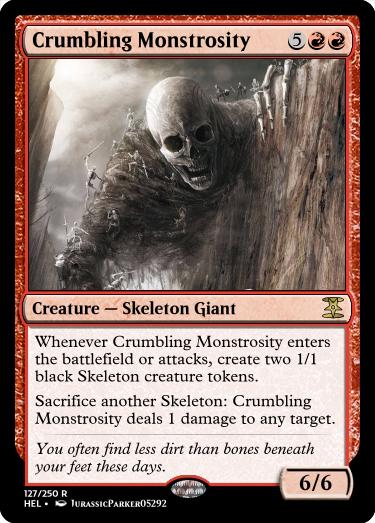 Crumbling Monstrosity 5
Creature — Skeleton Giant
Whenever Crumbling Monstrosity enters
the battlefield or attacks, create two 1/1
black Skeleton creature tokens.
Sacrifice another Skeleton: Crumbling
Monstrosity deals 1 damage to any target.
You often find less dirt than bones beneath
your feet these days.
6/6
127/250 R
HEL • JurassicParker05292